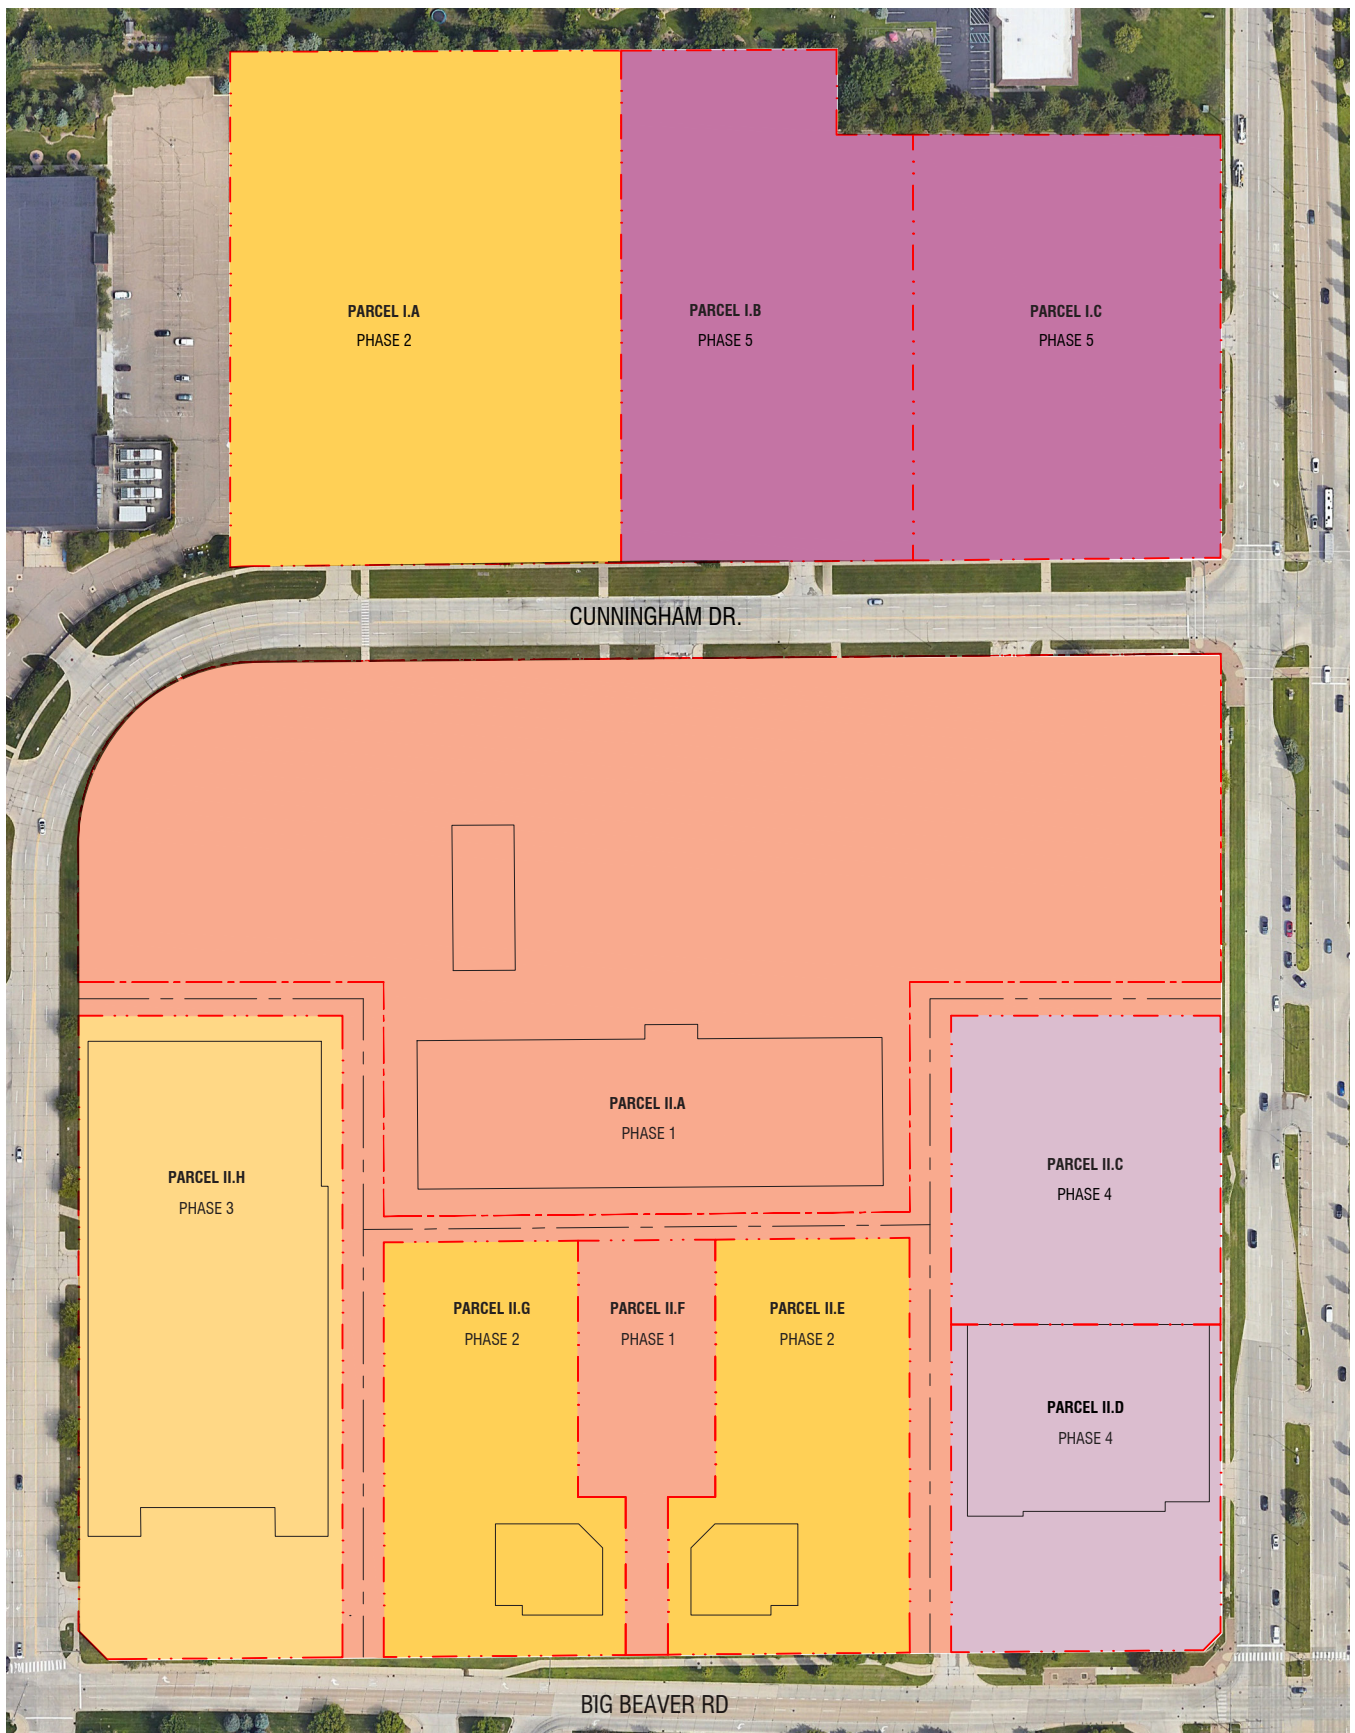 PARCEL I.A
PHASE 2
PARCEL I.B
PHASE 5
PARCEL I.C
PHASE 5
CUNNINGHAM DR.
PARCEL II.A
PHASE 1
PARCEL II.H
PHASE 3
PARCEL II.C
PHASE 4
PARCEL II.G
PHASE 2
PARCEL II.F
PHASE 1
PARCEL II.E
PHASE 2
PARCEL II.D
PHASE 4
BIG BEAVER RD